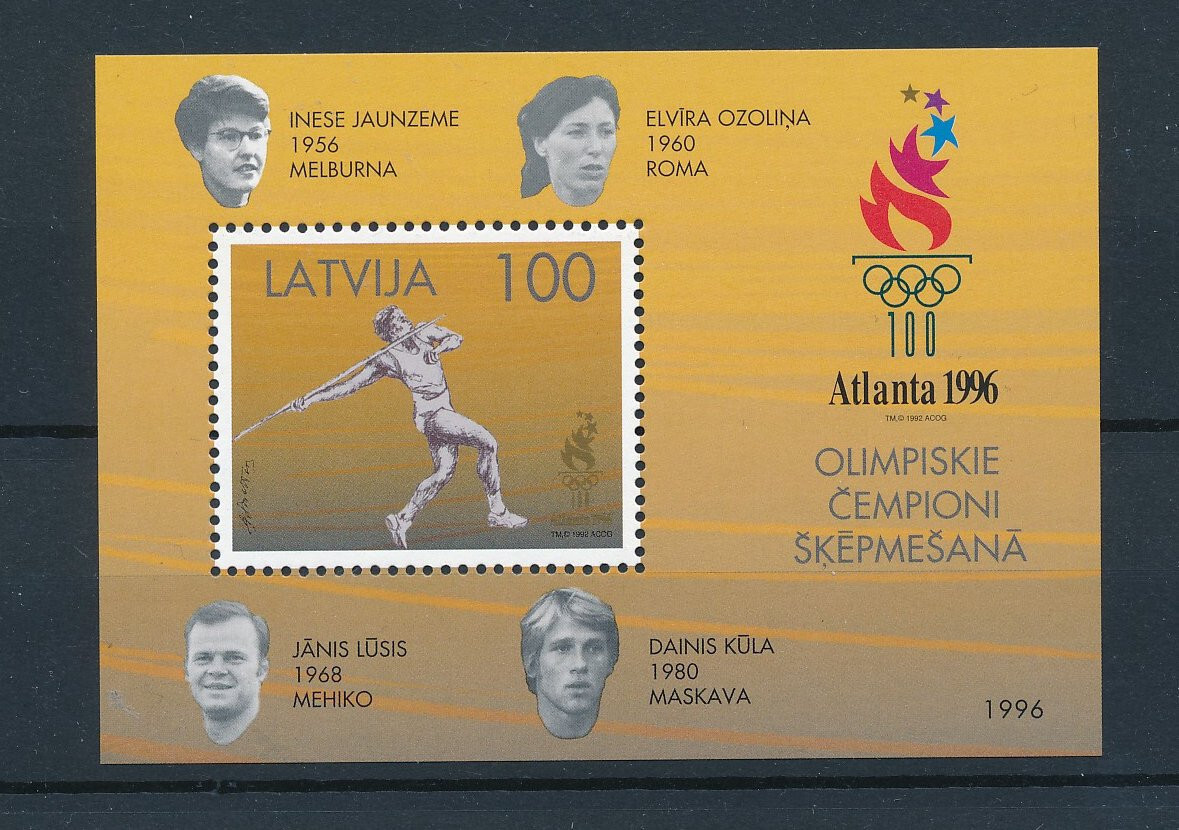 INESE JAUNZEME
1956
MELBURNA
ELVĪRA OZOLIŅA
1960
ROMA
LATVIJA 100
TM,© 1992 ACOG
100
Atlanta 1996
TM,© 1992 ACOG
OLIMPISKIE
ČEMPIONI
ŠĶĒPMEŠANĀ
JĀNIS LŪSIS
1968
MEHIKO
DAINIS KŪLA
1980
MASKAVA
1996